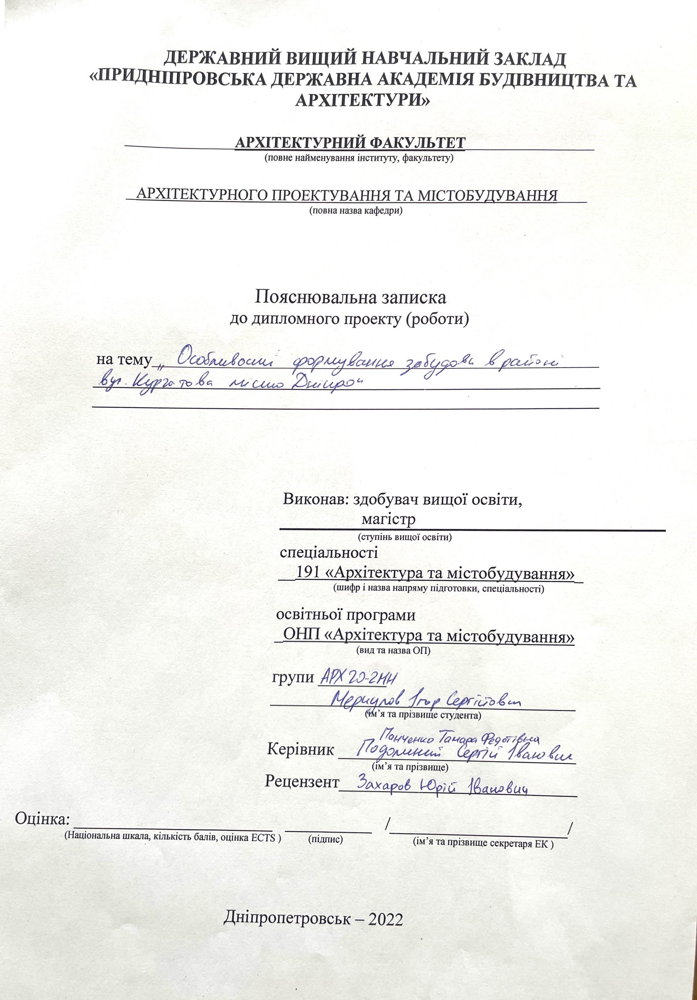 ДЕРЖАВНИЙ ВИЩИЙ НАВЧАЛЬНИЙ ЗАКЛАД
«ПРИДНІПРОВСЬКА ДЕРЖАВНА АКАДЕМІЯ БУДІВНИЦТВА ТА
АРХІТЕКТУРИ»
АРХІТЕКТУРНИЙ ФАКУЛЬТЕТ
(повне найменування інституту, факультету)
АРХІТЕКТУРНОГО ПРОЕКТУВАННЯ ТА МІСТОБУДУВАННЯ
(повна назва кафедри)
Пояснювальна записка
до дипломного проекту (роботи)
на тему „ Особливості формування забудови в районі
вул. Курчатова місто Дніпро“
Виконав: здобувач вищої освіти,
магістр
(ступінь вищої освіти)
спеціальності
191 «Архітектура та містобудування»
(шифр і назва напряму підготовки, спеціальності)
освітньої програми
ОНП «Архітектура та містобудування»
(вид та назва ОП)
групи АРХ 20-2МН
Меркулов Ігор Сергійович
(ім’я та прізвище студента)
Панченко Тамара Федотівна
Керівник Подолиний Сергій Іванович
(ім’я та прізвище)
Рецензент Захаров Юрій Іванович
Оцінка: / /
(Національна шкала, кількість балів, оцінка ECTS ) (підпис) (ім’я та прізвище секретаря ЕК )
Дніпропетровськ – 2022